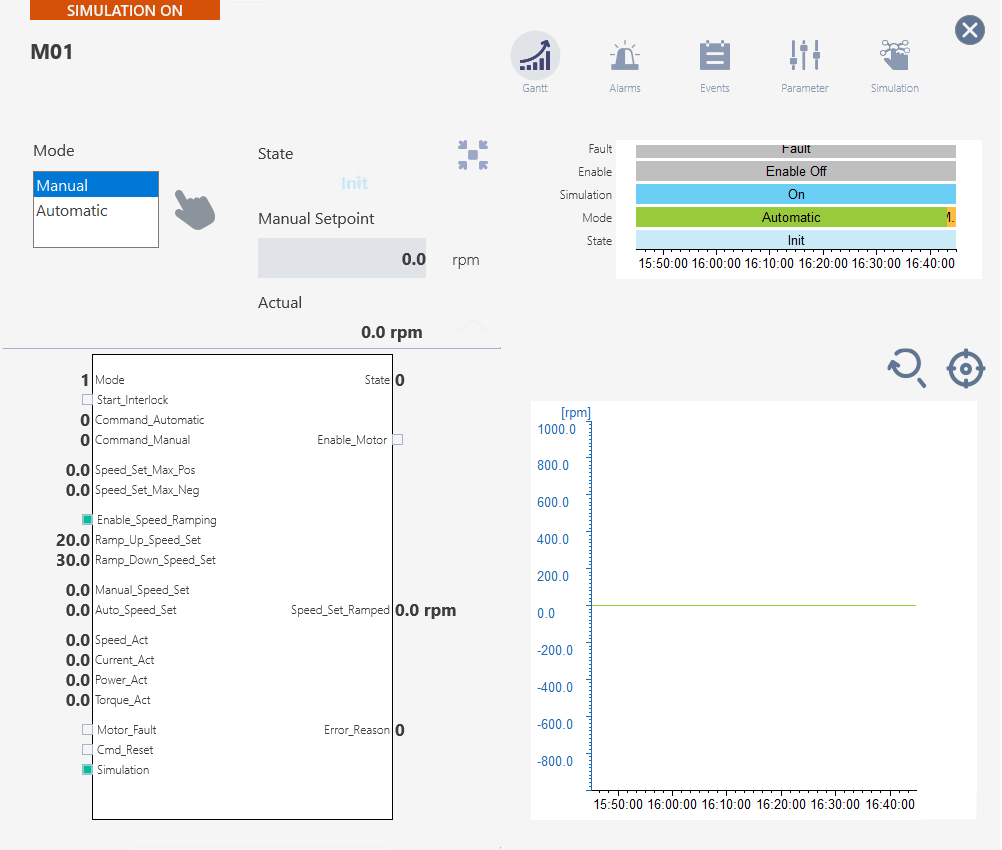 SIMULATION ON
M01
Gantt
Alarms
Events
Parameter
Simulation
Mode
Manual
Automatic
State
Init
Manual Setpoint
0.0 rpm
Actual
0.0 rpm
Fault Fault
Enable Enable Off
Simulation On
Mode Automatic
State Init
15:50:00 16:00:00 16:10:00 16:20:00 16:30:00 16:40:00
1 Mode State 0
Start_Interlock
0 Command_Automatic
0 Command_Manual Enable_Motor
0.0 Speed_Set_Max_Pos
0.0 Speed_Set_Max_Neg
Enable_Speed_Ramping
20.0 Ramp_Up_Speed_Set
30.0 Ramp_Down_Speed_Set
0.0 Manual_Speed_Set
0.0 Auto_Speed_Set Speed_Set_Ramped 0.0 rpm
0.0 Speed_Act
0.0 Current_Act
0.0 Power_Act
0.0 Torque_Act
Motor_Fault Error_Reason 0
Cmd_Reset
Simulation
[rpm]
1000.0
800.0
600.0
400.0
200.0
0.0
-200.0
-400.0
-600.0
-800.0
15:50:00 16:00:00 16:10:00 16:20:00 16:30:00 16:40:00